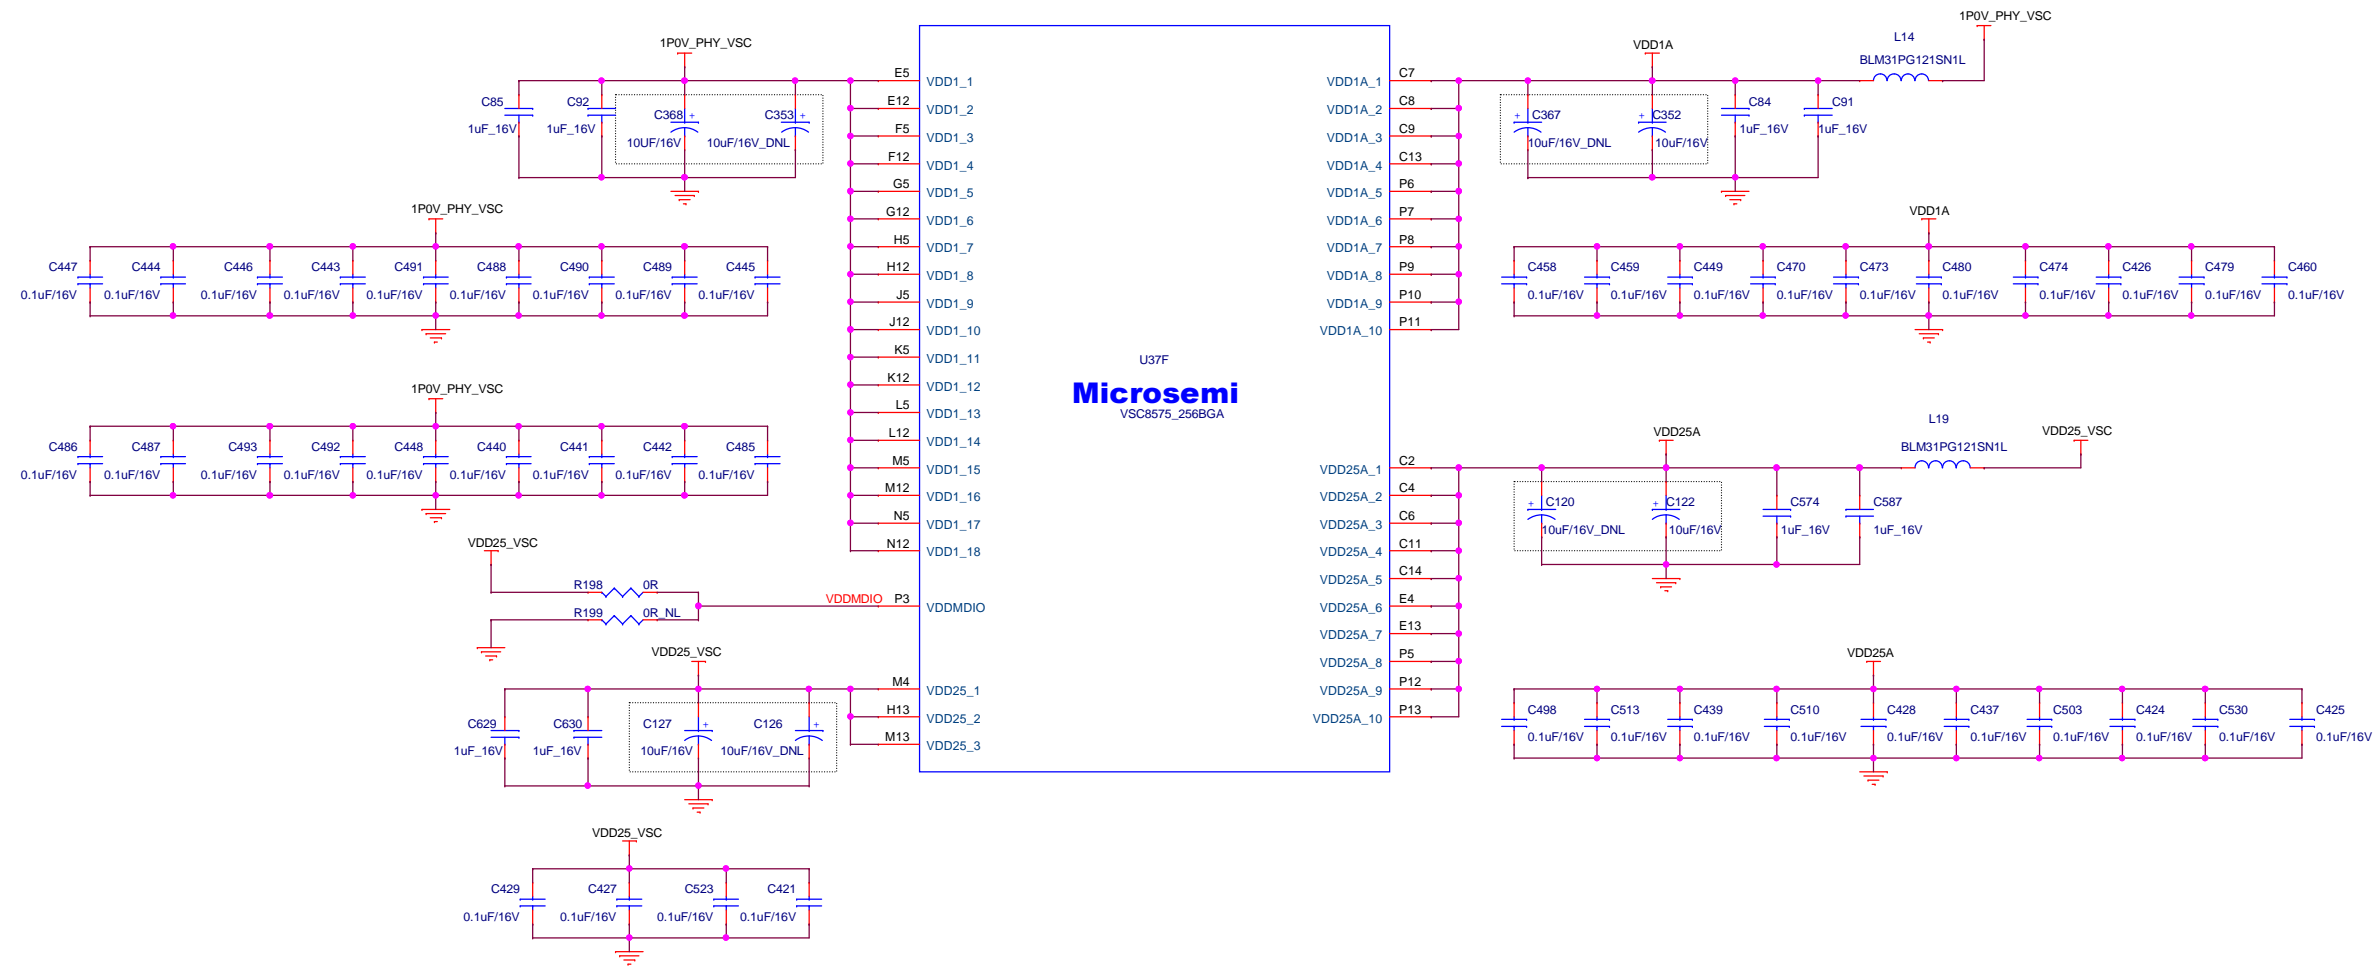 1P0V_PHY_VSC
C85
1uF_16V
C92
1uF_16V
C368
+
10UF/16V
C353
+
10uF/16V_DNL
1P0V_PHY_VSC
C447
C444
C446
C443
C491
C488
C490
C489
C445
0.1uF/16V
0.1uF/16V
0.1uF/16V
0.1uF/16V
0.1uF/16V
0.1uF/16V
0.1uF/16V
0.1uF/16V
0.1uF/16V
1P0V_PHY_VSC
C486
C487
C493
C492
C448
C440
C441
C442
C485
0.1uF/16V
0.1uF/16V
0.1uF/16V
0.1uF/16V
0.1uF/16V
0.1uF/16V
0.1uF/16V
0.1uF/16V
0.1uF/16V
VDD25_VSC
R198
0R
R199
0R_NL
VDDMDIO
VDD25_VSC
C629
1uF_16V
C630
1uF_16V
C127
+
10uF/16V
C126
+
10uF/16V_DNL
VDD25_VSC
C429
C427
C523
C421
0.1uF/16V
0.1uF/16V
0.1uF/16V
0.1uF/16V
E5 VDD1_1
E12 VDD1_2
F5 VDD1_3
F12 VDD1_4
G5 VDD1_5
G12 VDD1_6
H5 VDD1_7
H12 VDD1_8
J5 VDD1_9
J12 VDD1_10
K5 VDD1_11
K12 VDD1_12
L5 VDD1_13
L12 VDD1_14
M5 VDD1_15
M12 VDD1_16
N5 VDD1_17
N12 VDD1_18
P3 VDDMDIO
M4 VDD25_1
H13 VDD25_2
M13 VDD25_3
U37F
Microsemi
VSC8575_256BGA
VDD1A_1 C7
VDD1A_2 C8
VDD1A_3 C9
VDD1A_4 C13
VDD1A_5 P6
VDD1A_6 P7
VDD1A_7 P8
VDD1A_8 P9
VDD1A_9 P10
VDD1A_10 P11
VDD25A_1 C2
VDD25A_2 C4
VDD25A_3 C6
VDD25A_4 C11
VDD25A_5 C14
VDD25A_6 E4
VDD25A_7 E13
VDD25A_8 P5
VDD25A_9 P12
VDD25A_10 P13
VDD1A
L14
BLM31PG121SN1L
1P0V_PHY_VSC
+
C367
10uF/16V_DNL
+
C352
10uF/16V
C84
1uF_16V
C91
1uF_16V
VDD1A
C458
C459
C449
C470
C473
C480
C474
C426
C479
C460
0.1uF/16V
0.1uF/16V
0.1uF/16V
0.1uF/16V
0.1uF/16V
0.1uF/16V
0.1uF/16V
0.1uF/16V
0.1uF/16V
0.1uF/16V
VDD25A
L19
BLM31PG121SN1L
VDD25_VSC
+
C120
10uF/16V_DNL
+
C122
10uF/16V
C574
1uF_16V
C587
1uF_16V
VDD25A
C498
C513
C439
C510
C428
C437
C503
C424
C530
C425
0.1uF/16V
0.1uF/16V
0.1uF/16V
0.1uF/16V
0.1uF/16V
0.1uF/16V
0.1uF/16V
0.1uF/16V
0.1uF/16V
0.1uF/16V